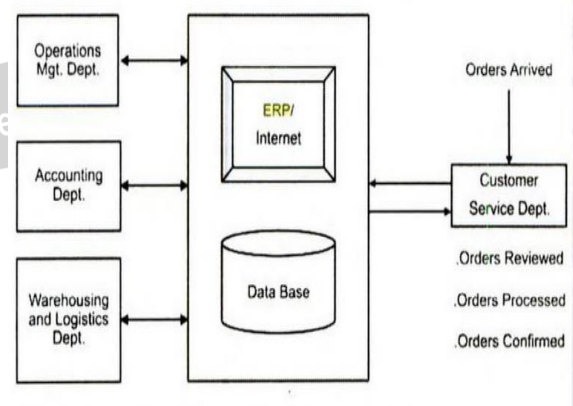 Operations
Mgt. Dept.
Accounting
Dept.
Warehousing
and Logistics
Dept.
ERP/
Internet
Data Base
Orders Arrived
Customer
Service Dept.
.Orders Reviewed
.Orders Processed
.Orders Confirmed